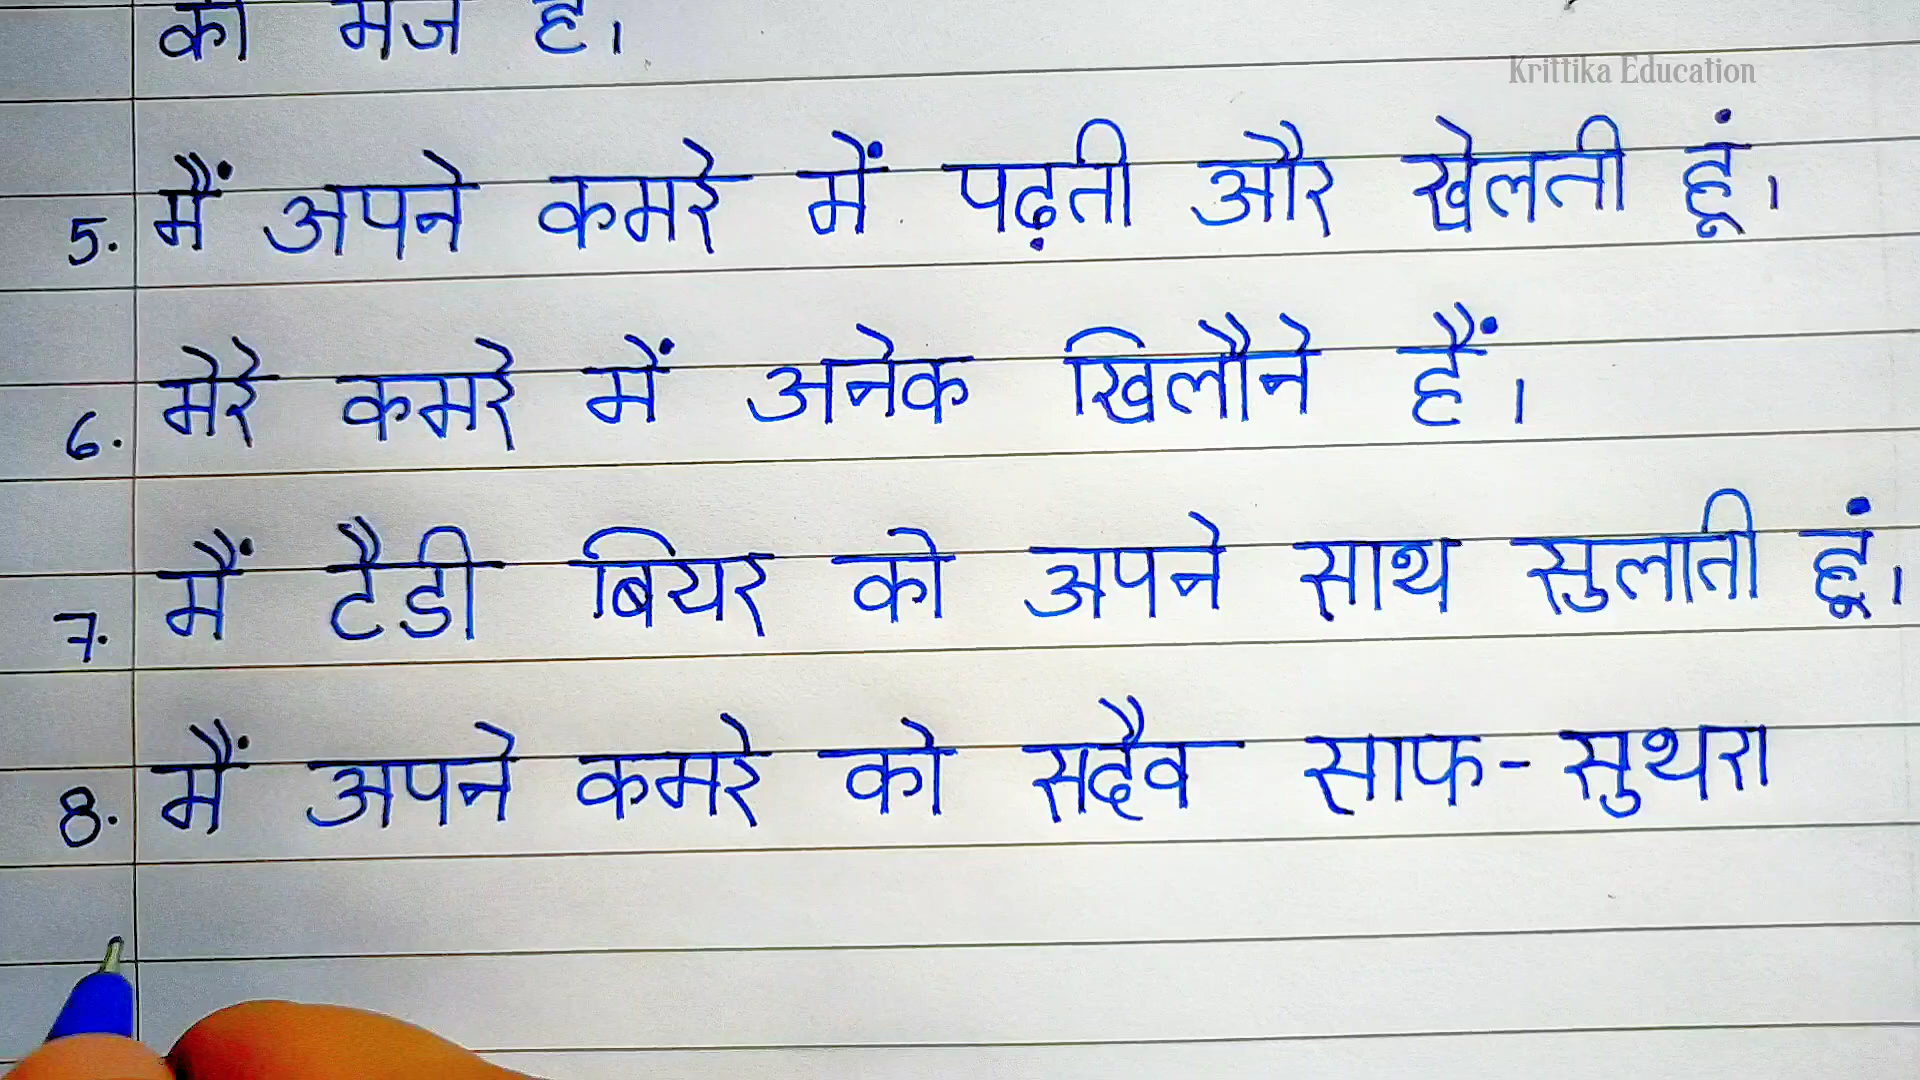 Krittika Education
5. मैं अपने कमरे में पढ़ती और खेलती हूं।
6. मेरे कमरे में अनेक खिलौने हैं।
7. मैं टैडी बियर को अपने साथ सुलाती हूं।
8. मैं अपने कमरे को सदैव साफ-सुथरा